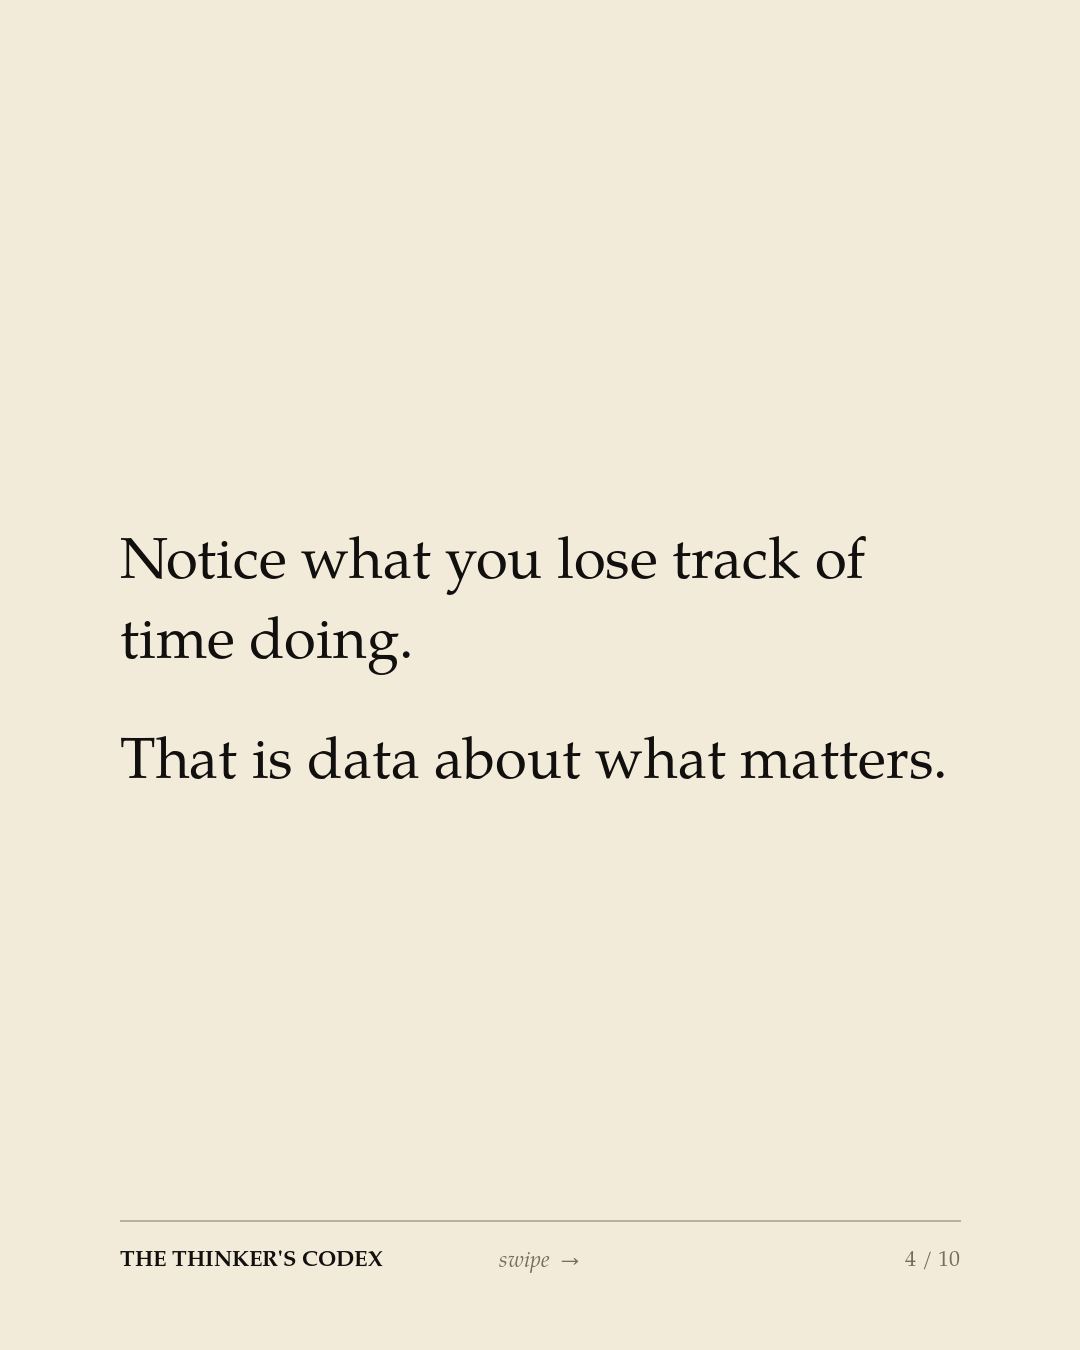 Notice what you lose track of
time doing.
That is data about what matters.
THE THINKER'S CODEX
swipe →
4 / 10